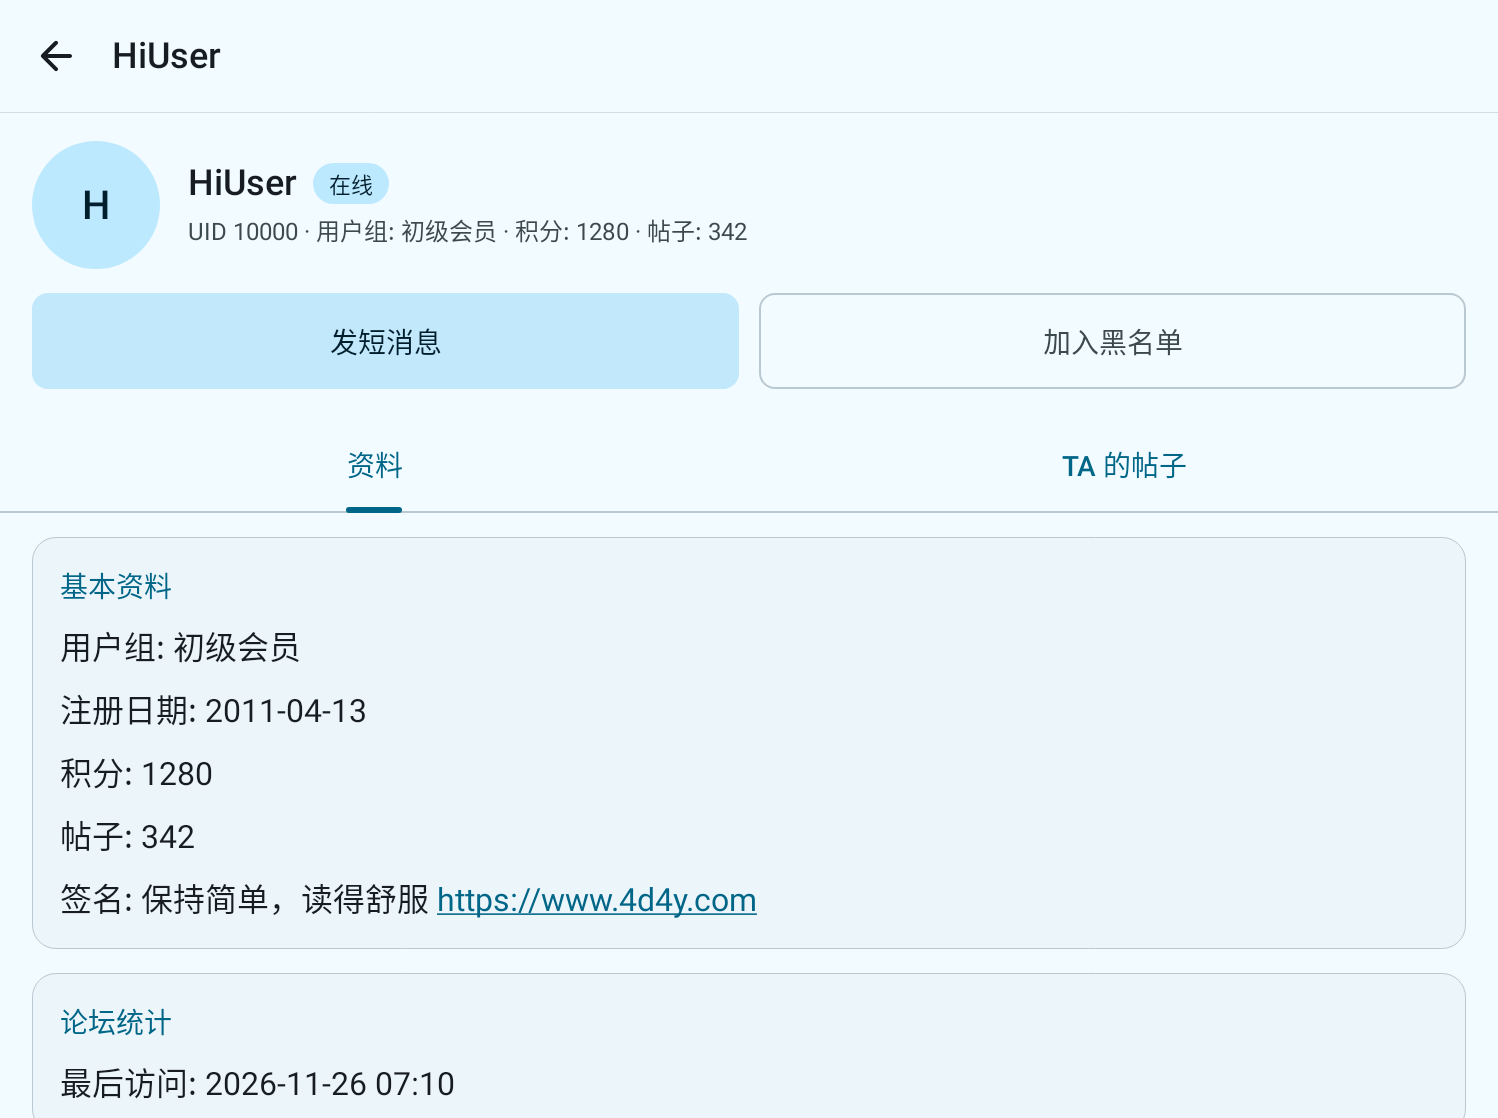 HiUser
H
HiUser 在线
UID 10000 · 用户组: 初级会员 · 积分: 1280 · 帖子: 342
发短消息 加入黑名单
资料 TA 的帖子
基本资料
用户组: 初级会员
注册日期: 2011-04-13
积分: 1280
帖子: 342
签名: 保持简单，读得舒服 https://www.4d4y.com
论坛统计
最后访问: 2026-11-26 07:10